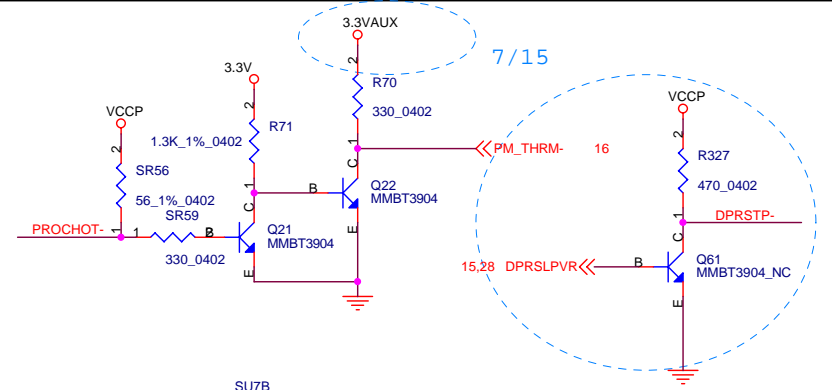 3.3VAUX
7/15
2
R70
330_0402
1
C
3.3V
2
R71
1.3K_1%_0402
1
VCCP
2
SR56
56_1%_0402
1
SR59
PROCHOT-
1
2
B
330_0402
C
Q21
MMBT3904
E
B
Q22
MMBT3904
E
PM_THRM-
16
VCCP
2
R327
470_0402
1
DPRSTP-
C
15,28
DPRSLPVR
B
Q61
MMBT3904_NC
E
SU7B